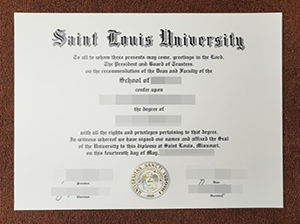 Saint Louis University
To all to whom these presents may come, greetings in the Lord.
The President and Board of Trustees,
on the recommendation of the Dean and Faculty of the
School of
confer upon
the degree of
with all the rights and privileges pertaining to that degree.
In witness whereof we have signed our names and affixed the Seal
of the University to this diploma at Saint Louis, Missouri,
on this fourteenth day of May,
President